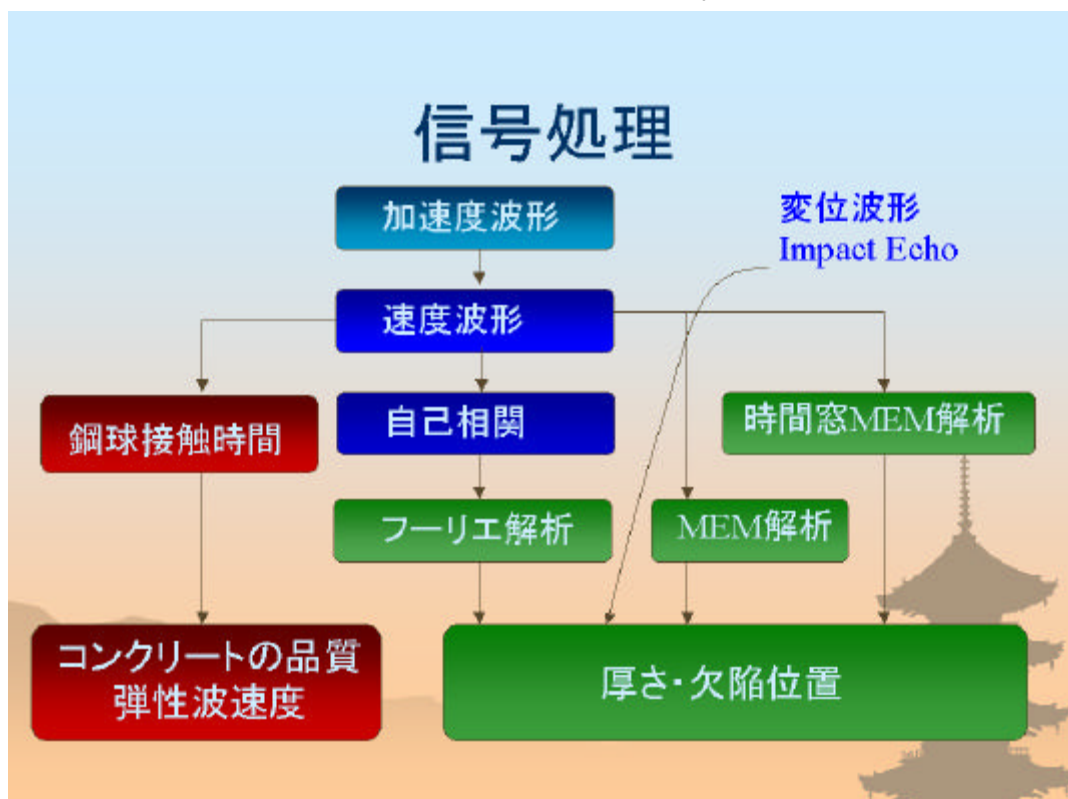 信号処理
加速度波形
変位波形
Impact Echo
速度波形
鋼球接触時間
自己相関
時間窓MEM解析
フーリエ解析
MEM解析
コンクリートの品質
弾性波速度
厚さ・欠陥位置